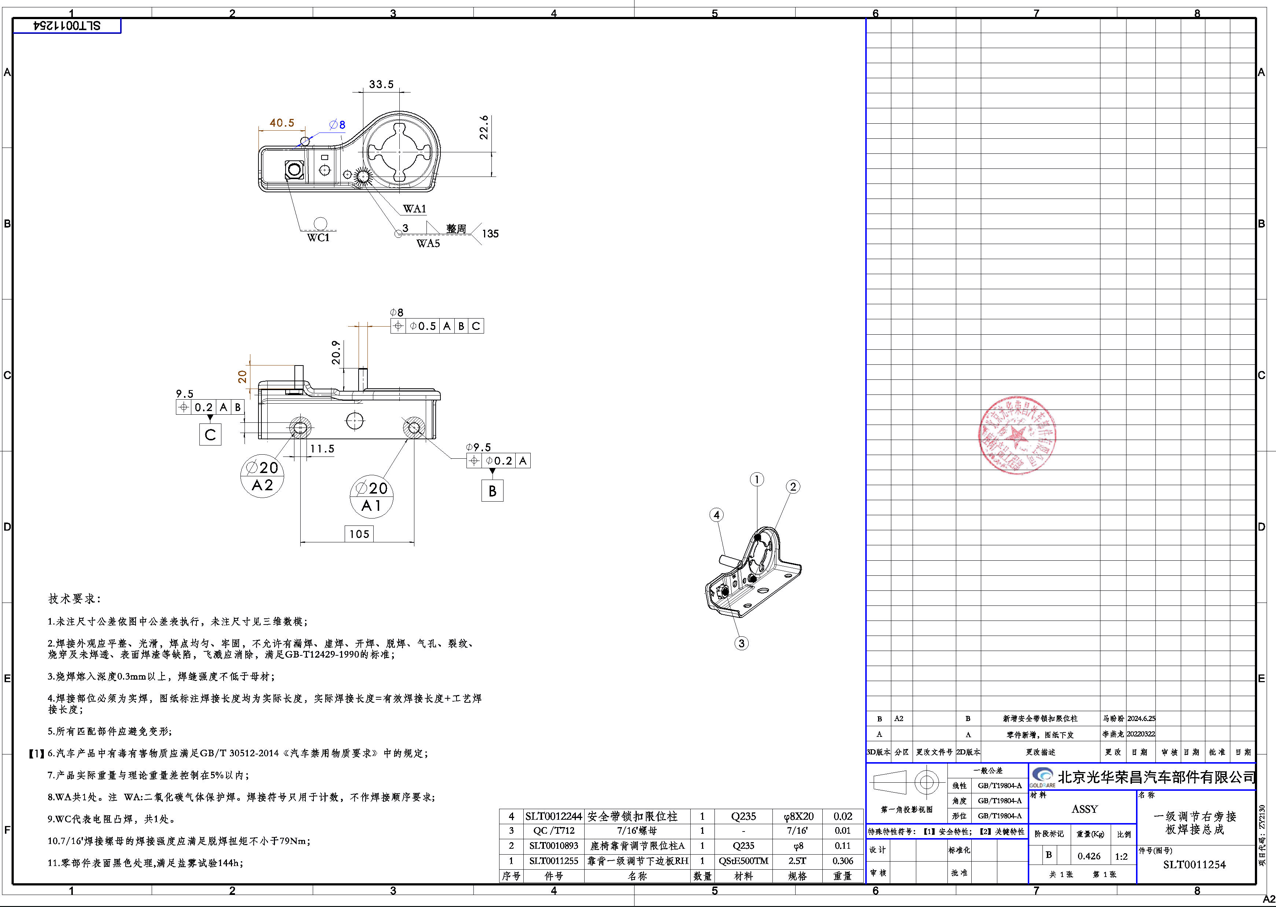 1 2 3 4 5 6 7 8
SLT0011254
A
B
C
D
E
F
33.5
40.5
∅8
22.6
WA1
3
整周
135
WA5
WC1
∅8
⌖ ∅0.5 A B C
20.9
20
9.5
⌖ 0.2 A B
C
11.5
∅20
A2
∅20
A1
∅9.5
⌖ ∅0.2 A
B
105
1
2
4
3
技术要求：
1.未注尺寸公差依图中公差表执行，未注尺寸见三维数模；
2.焊接外观应平整、光滑，焊点均匀、牢固，不允许有漏焊、虚焊、开焊、脱焊、气孔、裂纹、
烧穿及未焊透、表面焊渣等缺陷，飞溅应消除，满足GB-T12429-1990的标准；
3.烧焊熔入深度0.3mm以上，焊缝强度不低于母材；
4.焊接部位必须为实焊，图纸标注焊接长度均为实际长度，实际焊接长度=有效焊接长度+工艺焊
接长度；
5.所有匹配部件应避免变形；
【1】6.汽车产品中有毒有害物质应满足GB/T 30512-2014《汽车禁用物质要求》中的规定；
7.产品实际重量与理论重量差控制在5%以内；
8.WA共1处。注 WA:二氧化碳气体保护焊。焊接符号只用于计数，不作焊接顺序要求；
9.WC代表电阻凸焊，共1处。
10.7/16'焊接螺母的焊接强度应满足脱焊扭矩不小于79Nm；
11.零部件表面黑色处理,满足盐雾试验144h；
4 SLT0012244 安全带锁扣限位柱 1 Q235 φ8X20 0.02
3 QC /T712 7/16'螺母 1 - 7/16' 0.01
2 SLT0010893 座椅靠背调节限位柱A 1 Q235 φ8 0.11
1 SLT0011255 靠背一级调节下边板RH 1 QStE500TM 2.5T 0.306
序号 件号 名称 数量 材料 规格 重量
B A2 B 新增安全带锁扣限位柱 马盼盼 2024.6.25
A A 零件新增，图纸下发 李燕龙 20220322
3D版本 分区 更改文件号 2D版本 更改描述 更改 日期 审核 日期 批准 日期
第一角投影视图
一般公差
线性 GB/T19804-A
角度 GB/T19804-A
形位 GB/T19804-A
特殊特性符号：【1】安全特性；【2】关键特性
设计 标准化
审核 批准
GOLDRARE
北京光华荣昌汽车部件有限公司
材料
ASSY
名称
一级调节右旁接
板焊接总成
阶段标记 重量(Kg) 比例
B 0.426 1:2
共 1 张 第 1 张
件号(图号)
SLT0011254
项目代号：ZY2130
A
B
C
D
E
F
1 2 3 4 5 6 7 8
A2